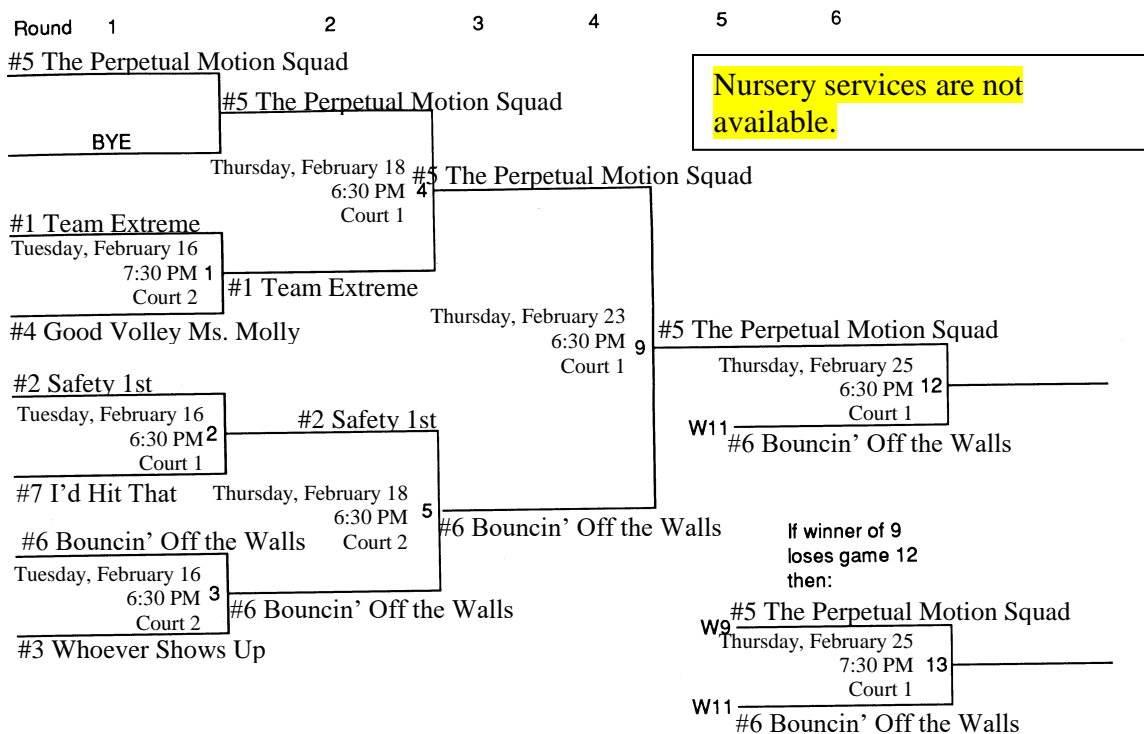 Round 1 2 3 4 5 6
#5 The Perpetual Motion Squad
Nursery services are not
available.
#5 The Perpetual Motion Squad
BYE
Thursday, February 18
6:30 PM 4
Court 1
#5 The Perpetual Motion Squad
#1 Team Extreme
Tuesday, February 16
7:30 PM 1
Court 2
#1 Team Extreme
#4 Good Volley Ms. Molly
Thursday, February 23
6:30 PM 9
Court 1
#5 The Perpetual Motion Squad
Thursday, February 25
6:30 PM 12
Court 1
W11
#6 Bouncin' Off the Walls
#2 Safety 1st
Tuesday, February 16
6:30 PM 2
Court 1
#2 Safety 1st
#7 I'd Hit That
Thursday, February 18
6:30 PM 5
Court 2
#6 Bouncin' Off the Walls
#6 Bouncin' Off the Walls
Tuesday, February 16
6:30 PM 3
Court 2
#6 Bouncin' Off the Walls
#3 Whoever Shows Up
If winner of 9
loses game 12
then:
#5 The Perpetual Motion Squad
W9
Thursday, February 25
7:30 PM 13
Court 1
W11
#6 Bouncin' Off the Walls